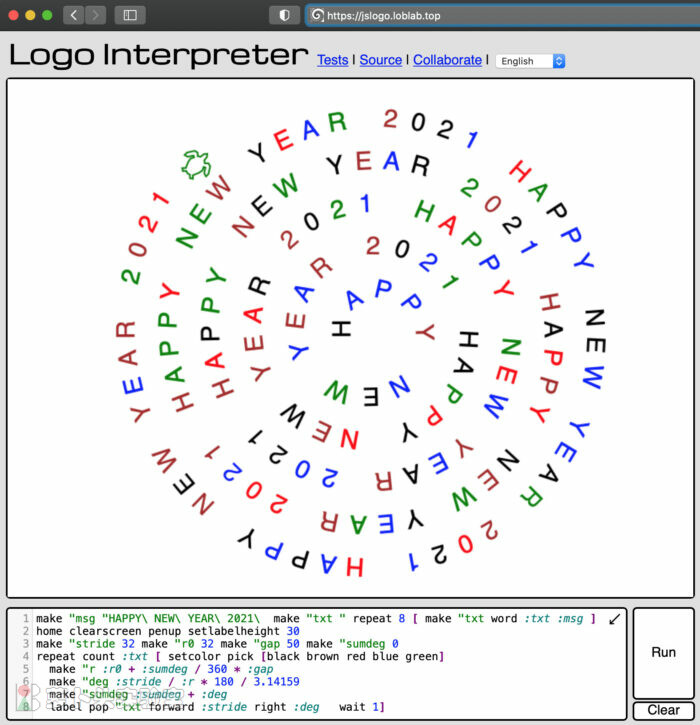 https://jslogo.loblab.top
Logo Interpreter
Tests | Source | Collaborate | English
HAPPY NEW YEAR 2021
HAPPY NEW YEAR 2021
HAPPY NEW YEAR 2021
HAPPY NEW YEAR 2021
HAPPY NEW YEAR 2021
HAPPY NEW YEAR 2021
HAPPY NEW YEAR 2021
HAPPY NEW YEAR 2021
1 make "msg "HAPPY\ NEW\ YEAR\ 2021\  make "txt " repeat 8 [ make "txt word :txt :msg ]
2 home clearscreen penup setlabelheight 30
3 make "stride 32 make "r0 32 make "gap 50 make "sumdeg 0
4 repeat count :txt [ setcolor pick [black brown red blue green]
5 make "r :r0 + :sumdeg / 360 * :gap
6 make "deg :stride / :r * 180 / 3.14159
7 make "sumdeg :sumdeg + :deg
8 label pop "txt forward :stride right :deg   wait 1]
Run
Clear